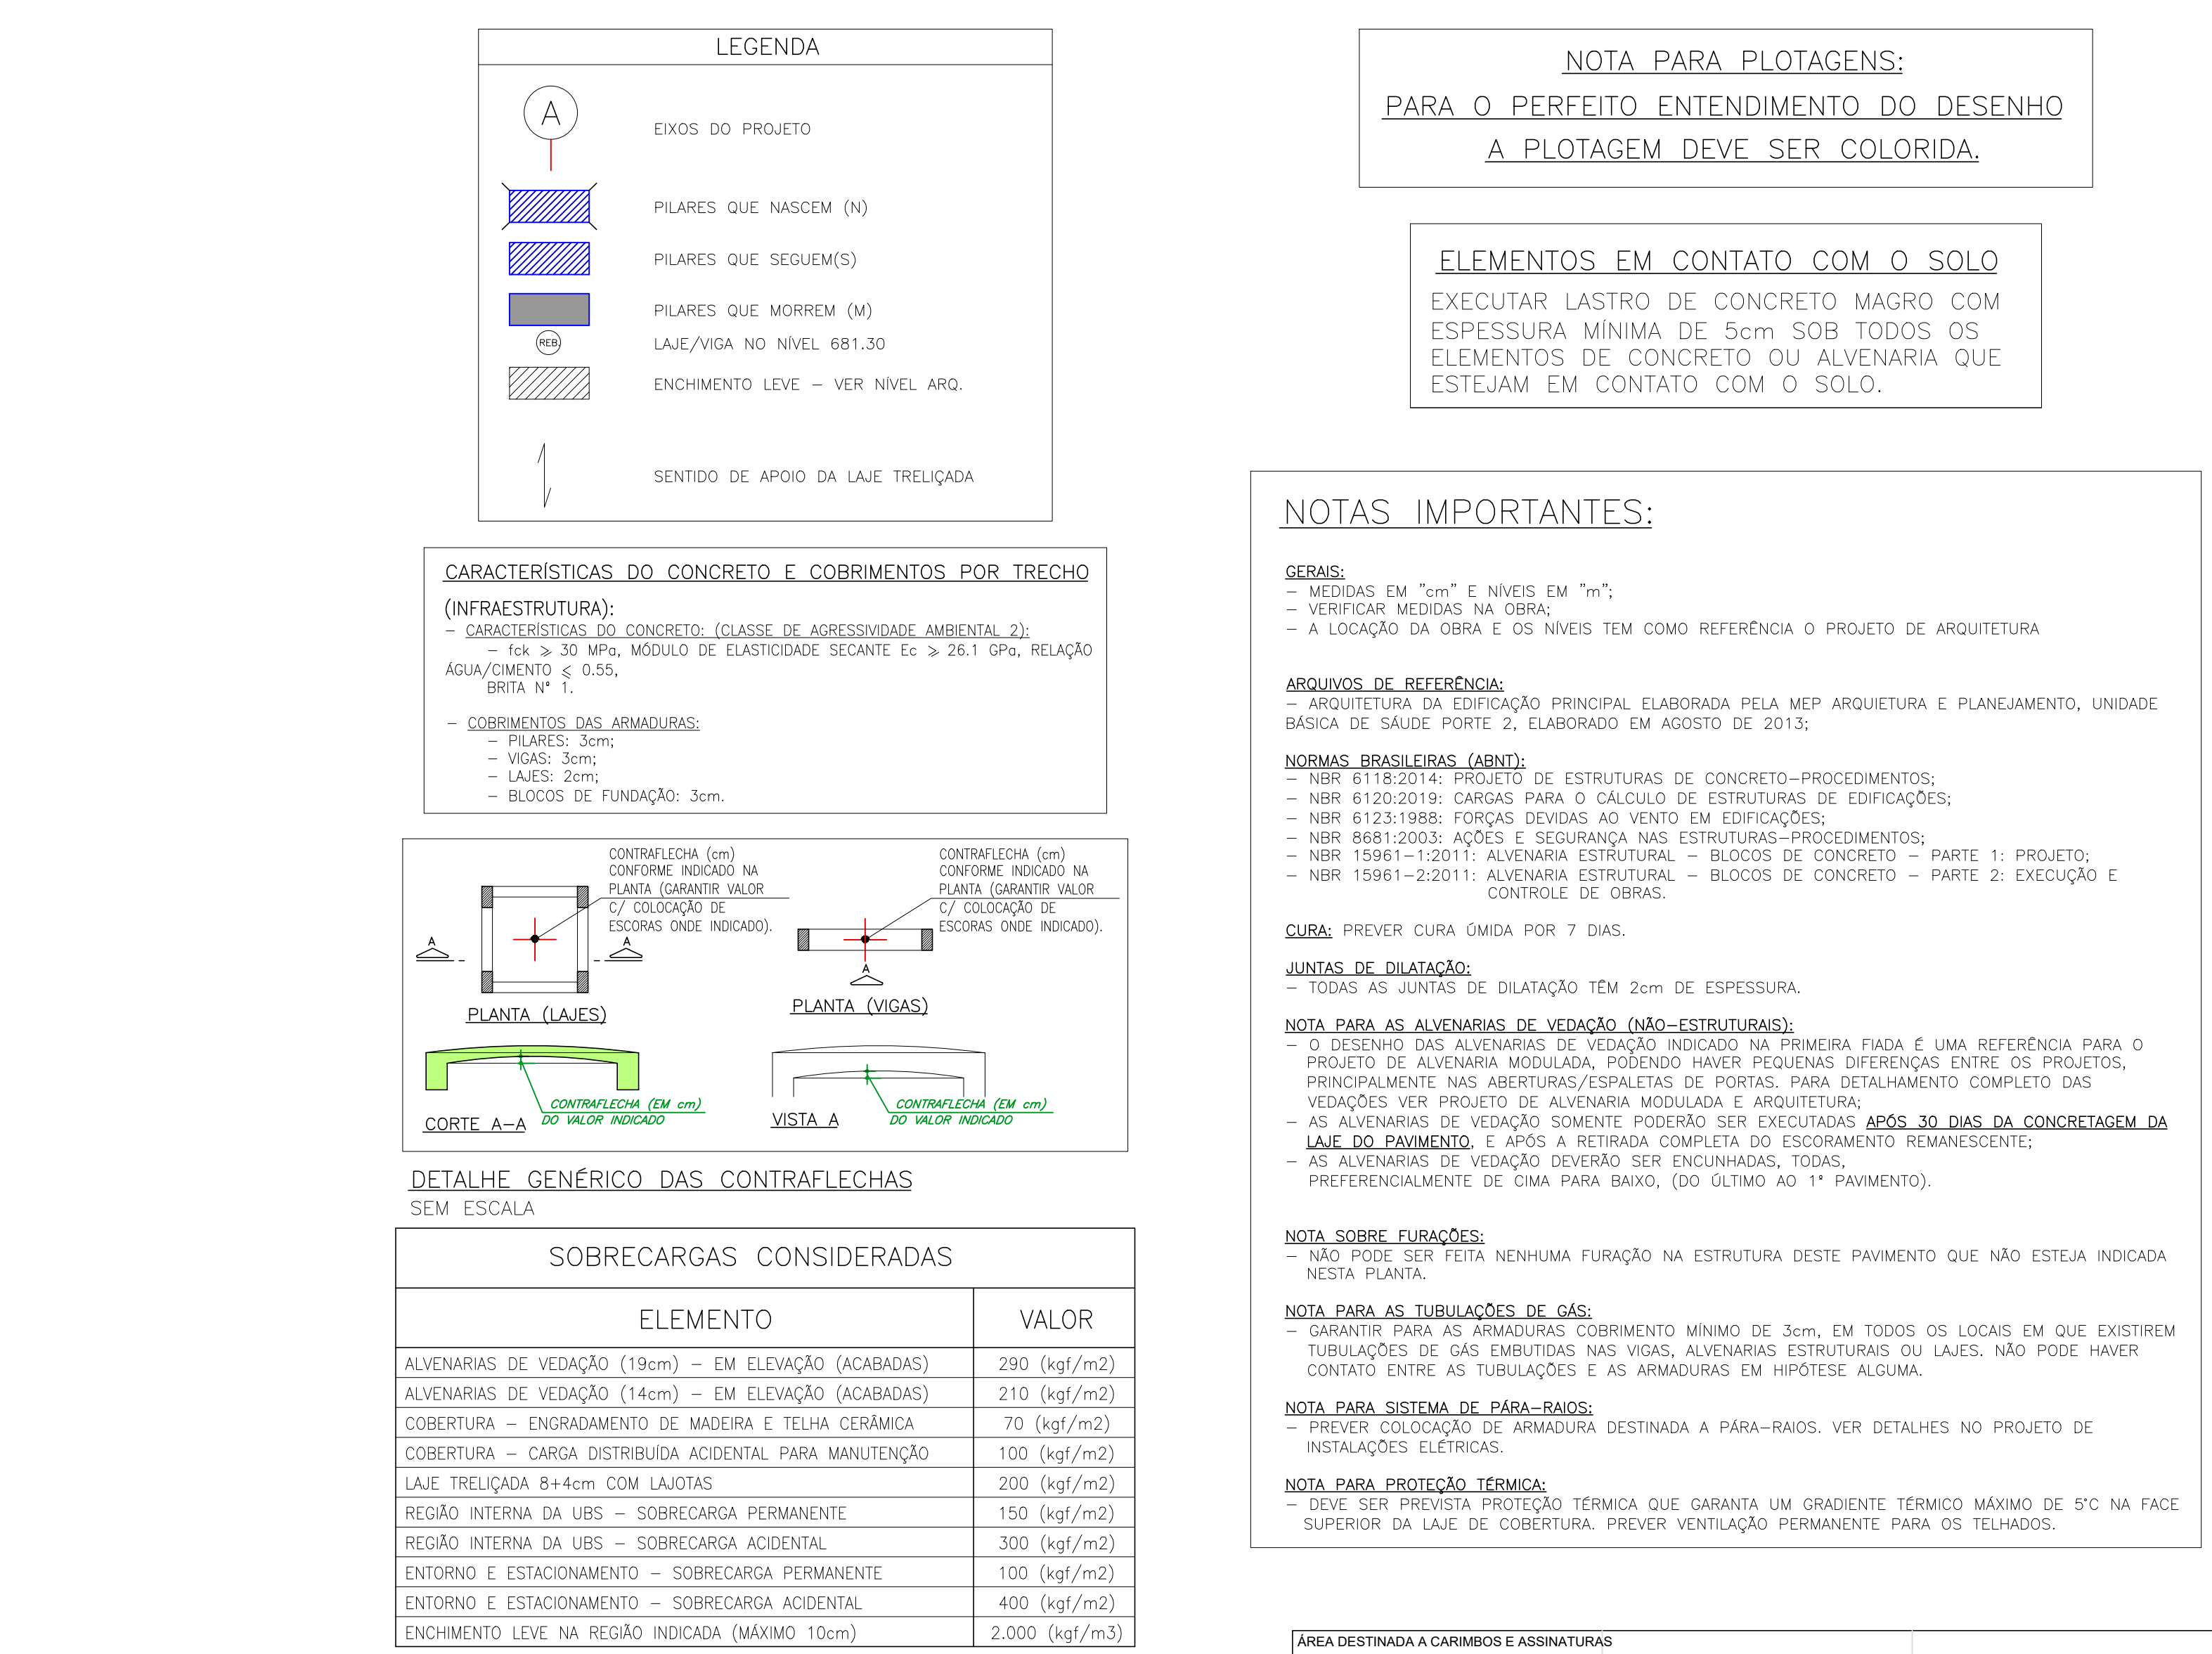 LEGENDA
A
EIXOS DO PROJETO
PILARES QUE NASCEM (N)
PILARES QUE SEGUEM(S)
PILARES QUE MORREM (M)
REB.
LAJE/VIGA NO NÍVEL 681.30
ENCHIMENTO LEVE – VER NÍVEL ARQ.
SENTIDO DE APOIO DA LAJE TRELIÇADA
CARACTERÍSTICAS DO CONCRETO E COBRIMENTOS POR TRECHO
(INFRAESTRUTURA):
– CARACTERÍSTICAS DO CONCRETO: (CLASSE DE AGRESSIVIDADE AMBIENTAL 2):
– fck ⩾ 30 MPa, MÓDULO DE ELASTICIDADE SECANTE Ec ⩾ 26.1 GPa, RELAÇÃO
ÁGUA/CIMENTO ⩽ 0.55,
BRITA N° 1.
– COBRIMENTOS DAS ARMADURAS:
– PILARES: 3cm;
– VIGAS: 3cm;
– LAJES: 2cm;
– BLOCOS DE FUNDAÇÃO: 3cm.
CONTRAFLECHA (cm)
CONFORME INDICADO NA
PLANTA (GARANTIR VALOR
C/ COLOCAÇÃO DE
ESCORAS ONDE INDICADO).
A
A
PLANTA (LAJES)
CONTRAFLECHA (cm)
CONFORME INDICADO NA
PLANTA (GARANTIR VALOR
C/ COLOCAÇÃO DE
ESCORAS ONDE INDICADO).
A
PLANTA (VIGAS)
CONTRAFLECHA (EM cm)
DO VALOR INDICADO
CORTE A–A
CONTRAFLECHA (EM cm)
DO VALOR INDICADO
VISTA A
DETALHE GENÉRICO DAS CONTRAFLECHAS
SEM ESCALA
SOBRECARGAS CONSIDERADAS
ELEMENTO VALOR
ALVENARIAS DE VEDAÇÃO (19cm) – EM ELEVAÇÃO (ACABADAS) 290 (kgf/m2)
ALVENARIAS DE VEDAÇÃO (14cm) – EM ELEVAÇÃO (ACABADAS) 210 (kgf/m2)
COBERTURA – ENGRADAMENTO DE MADEIRA E TELHA CERÂMICA 70 (kgf/m2)
COBERTURA – CARGA DISTRIBUÍDA ACIDENTAL PARA MANUTENÇÃO 100 (kgf/m2)
LAJE TRELIÇADA 8+4cm COM LAJOTAS 200 (kgf/m2)
REGIÃO INTERNA DA UBS – SOBRECARGA PERMANENTE 150 (kgf/m2)
REGIÃO INTERNA DA UBS – SOBRECARGA ACIDENTAL 300 (kgf/m2)
ENTORNO E ESTACIONAMENTO – SOBRECARGA PERMANENTE 100 (kgf/m2)
ENTORNO E ESTACIONAMENTO – SOBRECARGA ACIDENTAL 400 (kgf/m2)
ENCHIMENTO LEVE NA REGIÃO INDICADA (MÁXIMO 10cm) 2.000 (kgf/m3)
NOTA PARA PLOTAGENS:
PARA O PERFEITO ENTENDIMENTO DO DESENHO
A PLOTAGEM DEVE SER COLORIDA.
ELEMENTOS EM CONTATO COM O SOLO
EXECUTAR LASTRO DE CONCRETO MAGRO COM
ESPESSURA MÍNIMA DE 5cm SOB TODOS OS
ELEMENTOS DE CONCRETO OU ALVENARIA QUE
ESTEJAM EM CONTATO COM O SOLO.
NOTAS IMPORTANTES:
GERAIS:
– MEDIDAS EM "cm" E NÍVEIS EM "m";
– VERIFICAR MEDIDAS NA OBRA;
– A LOCAÇÃO DA OBRA E OS NÍVEIS TEM COMO REFERÊNCIA O PROJETO DE ARQUITETURA
ARQUIVOS DE REFERÊNCIA:
– ARQUITETURA DA EDIFICAÇÃO PRINCIPAL ELABORADA PELA MEP ARQUIETURA E PLANEJAMENTO, UNIDADE
BÁSICA DE SÁUDE PORTE 2, ELABORADO EM AGOSTO DE 2013;
NORMAS BRASILEIRAS (ABNT):
– NBR 6118:2014: PROJETO DE ESTRUTURAS DE CONCRETO–PROCEDIMENTOS;
– NBR 6120:2019: CARGAS PARA O CÁLCULO DE ESTRUTURAS DE EDIFICAÇÕES;
– NBR 6123:1988: FORÇAS DEVIDAS AO VENTO EM EDIFICAÇÕES;
– NBR 8681:2003: AÇÕES E SEGURANÇA NAS ESTRUTURAS–PROCEDIMENTOS;
– NBR 15961–1:2011: ALVENARIA ESTRUTURAL – BLOCOS DE CONCRETO – PARTE 1: PROJETO;
– NBR 15961–2:2011: ALVENARIA ESTRUTURAL – BLOCOS DE CONCRETO – PARTE 2: EXECUÇÃO E
CONTROLE DE OBRAS.
CURA: PREVER CURA ÚMIDA POR 7 DIAS.
JUNTAS DE DILATAÇÃO:
– TODAS AS JUNTAS DE DILATAÇÃO TÊM 2cm DE ESPESSURA.
NOTA PARA AS ALVENARIAS DE VEDAÇÃO (NÃO–ESTRUTURAIS):
– O DESENHO DAS ALVENARIAS DE VEDAÇÃO INDICADO NA PRIMEIRA FIADA É UMA REFERÊNCIA PARA O
PROJETO DE ALVENARIA MODULADA, PODENDO HAVER PEQUENAS DIFERENÇAS ENTRE OS PROJETOS,
PRINCIPALMENTE NAS ABERTURAS/ESPALETAS DE PORTAS. PARA DETALHAMENTO COMPLETO DAS
VEDAÇÕES VER PROJETO DE ALVENARIA MODULADA E ARQUITETURA;
– AS ALVENARIAS DE VEDAÇÃO SOMENTE PODERÃO SER EXECUTADAS APÓS 30 DIAS DA CONCRETAGEM DA
LAJE DO PAVIMENTO, E APÓS A RETIRADA COMPLETA DO ESCORAMENTO REMANESCENTE;
– AS ALVENARIAS DE VEDAÇÃO DEVERÃO SER ENCUNHADAS, TODAS,
PREFERENCIALMENTE DE CIMA PARA BAIXO, (DO ÚLTIMO AO 1° PAVIMENTO).
NOTA SOBRE FURAÇÕES:
– NÃO PODE SER FEITA NENHUMA FURAÇÃO NA ESTRUTURA DESTE PAVIMENTO QUE NÃO ESTEJA INDICADA
NESTA PLANTA.
NOTA PARA AS TUBULAÇÕES DE GÁS:
– GARANTIR PARA AS ARMADURAS COBRIMENTO MÍNIMO DE 3cm, EM TODOS OS LOCAIS EM QUE EXISTIREM
TUBULAÇÕES DE GÁS EMBUTIDAS NAS VIGAS, ALVENARIAS ESTRUTURAIS OU LAJES. NÃO PODE HAVER
CONTATO ENTRE AS TUBULAÇÕES E AS ARMADURAS EM HIPÓTESE ALGUMA.
NOTA PARA SISTEMA DE PÁRA–RAIOS:
– PREVER COLOCAÇÃO DE ARMADURA DESTINADA A PÁRA–RAIOS. VER DETALHES NO PROJETO DE
INSTALAÇÕES ELÉTRICAS.
NOTA PARA PROTEÇÃO TÉRMICA:
– DEVE SER PREVISTA PROTEÇÃO TÉRMICA QUE GARANTA UM GRADIENTE TÉRMICO MÁXIMO DE 5°C NA FACE
SUPERIOR DA LAJE DE COBERTURA. PREVER VENTILAÇÃO PERMANENTE PARA OS TELHADOS.
ÁREA DESTINADA A CARIMBOS E ASSINATURAS